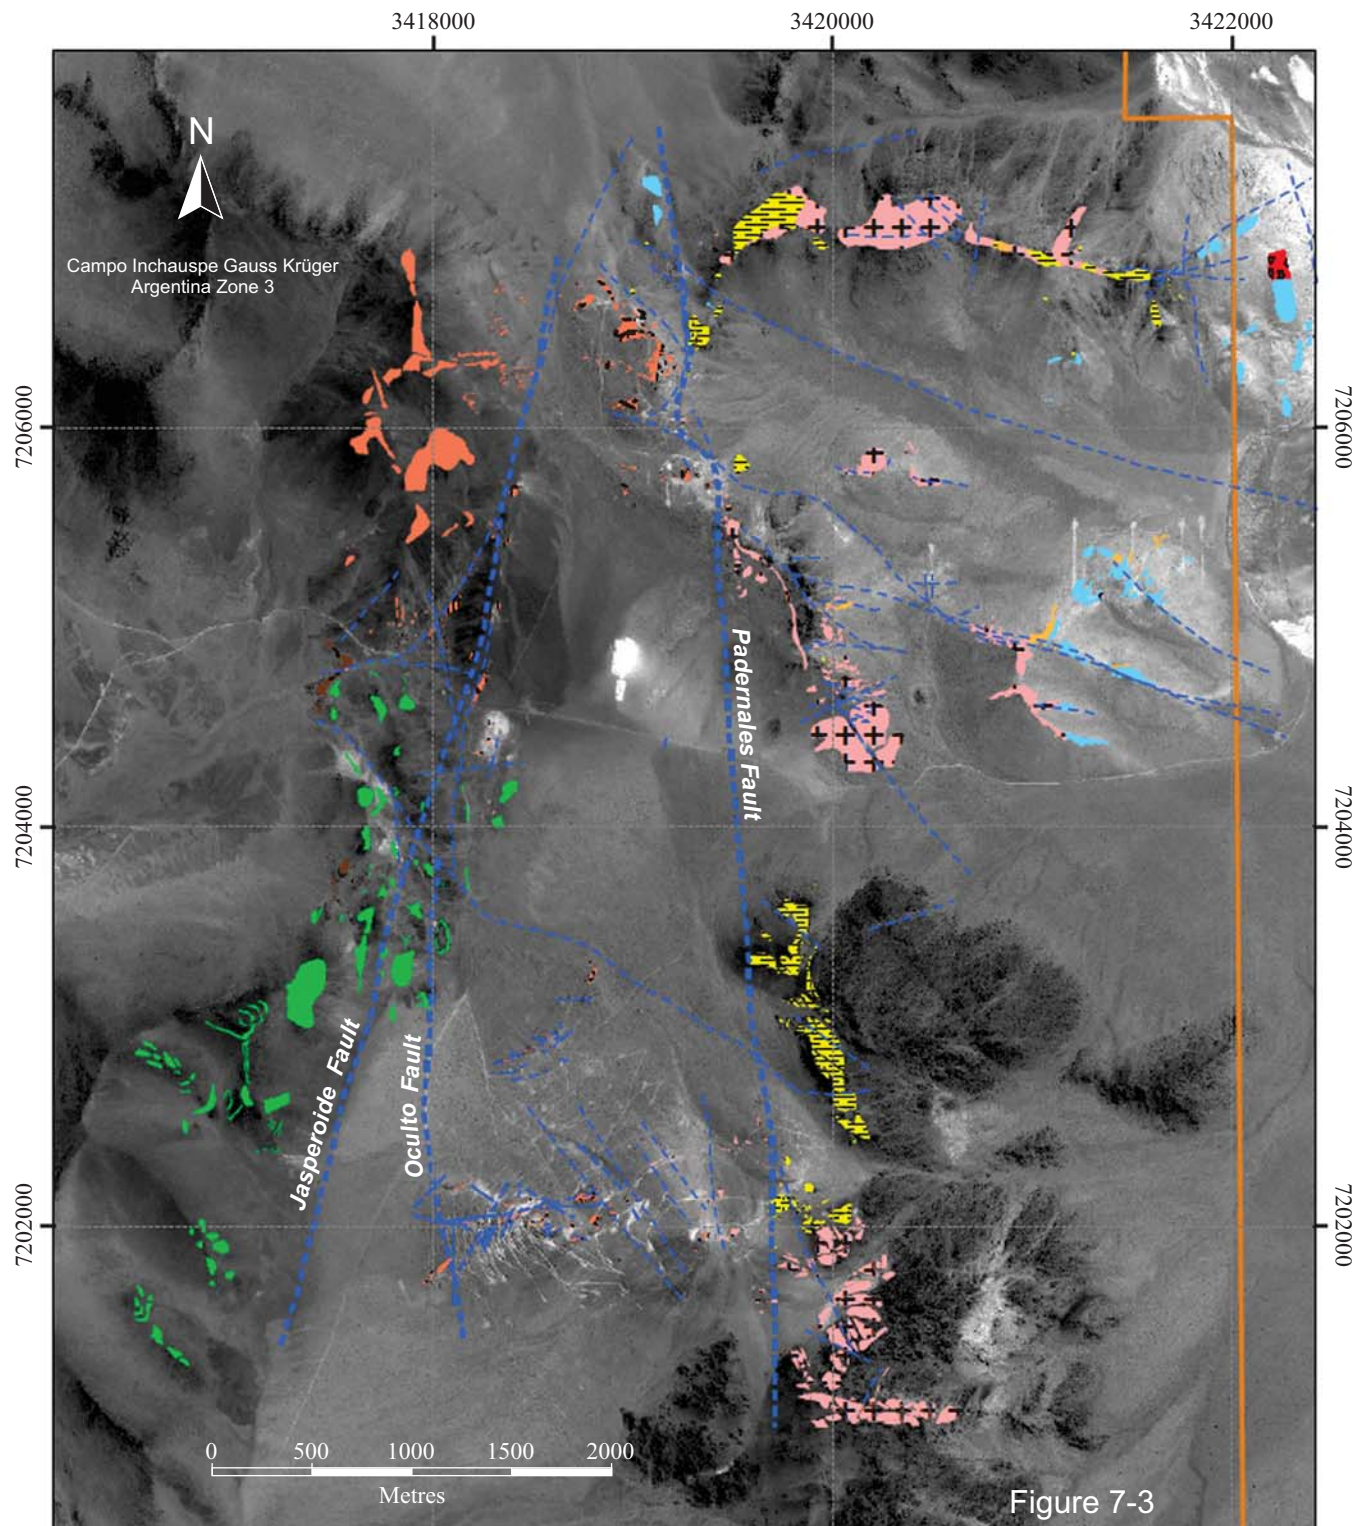 3418000
3420000
3422000
N
Campo Inchauspe Gauss Krüger
Argentina Zone 3
7206000
7206000
Padernales Fault
7204000
7204000
Jasperoide Fault
Oculto Fault
7202000
7202000
0 500 1000 1500 2000
Metres
Figure 7-3